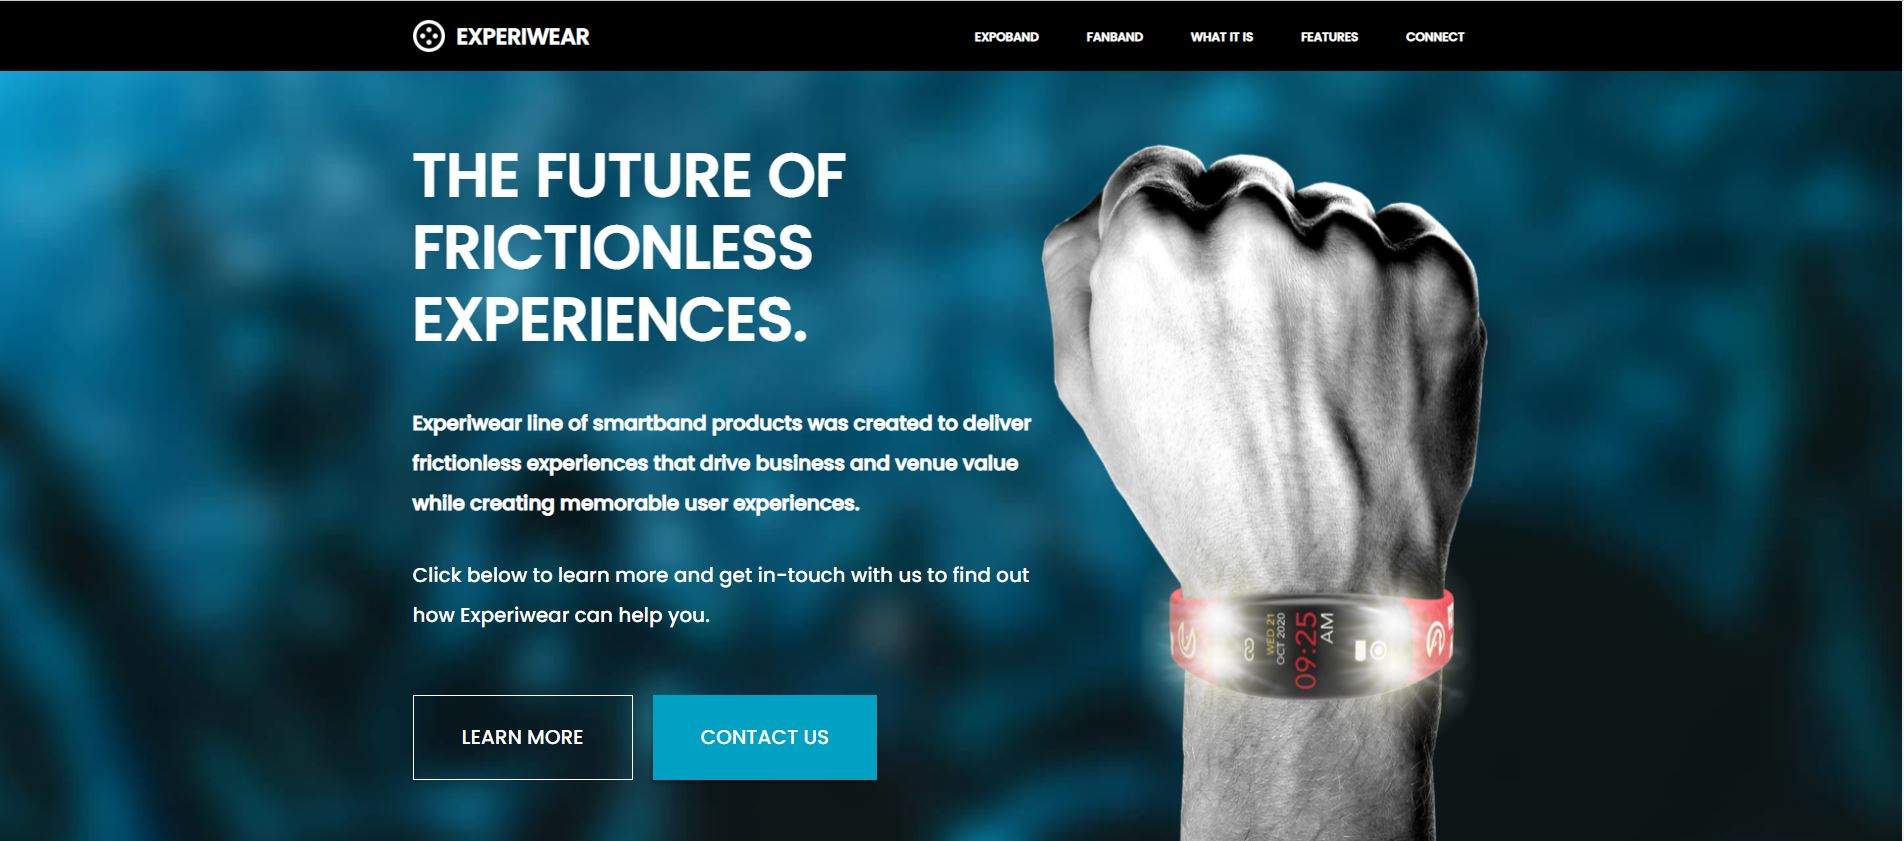 EXPERIWEAR
EXPOBAND
FANBAND
WHAT IT IS
FEATURES
CONNECT
THE FUTURE OF
FRICTIONLESS
EXPERIENCES.
Experiwear line of smartband products was created to deliver
frictionless experiences that drive business and venue value
while creating memorable user experiences.
Click below to learn more and get in-touch with us to find out
how Experiwear can help you.
LEARN MORE
CONTACT US
WED 21
OCT 2020
09:25
AM